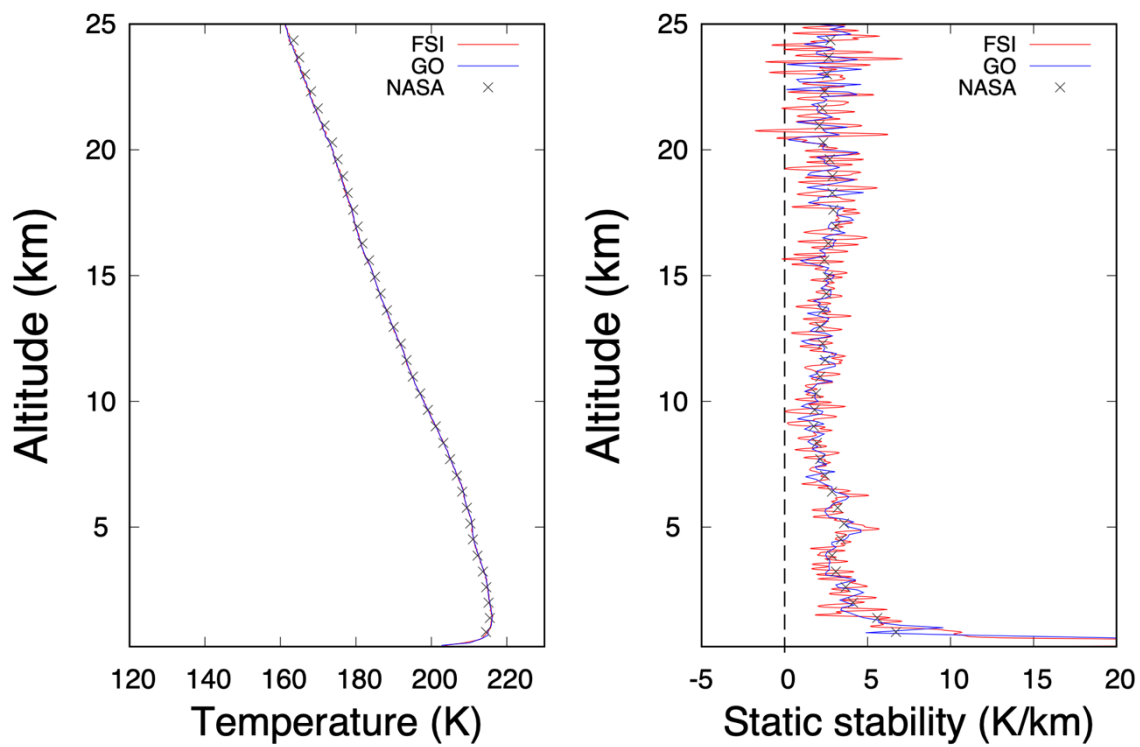 25
20
15
10
5
Altitude (km)
FSI
GO
NASA
120 140 160 180 200 220
Temperature (K)
25
20
15
10
5
Altitude (km)
FSI
GO
NASA
-5 0 5 10 15 20
Static stability (K/km)